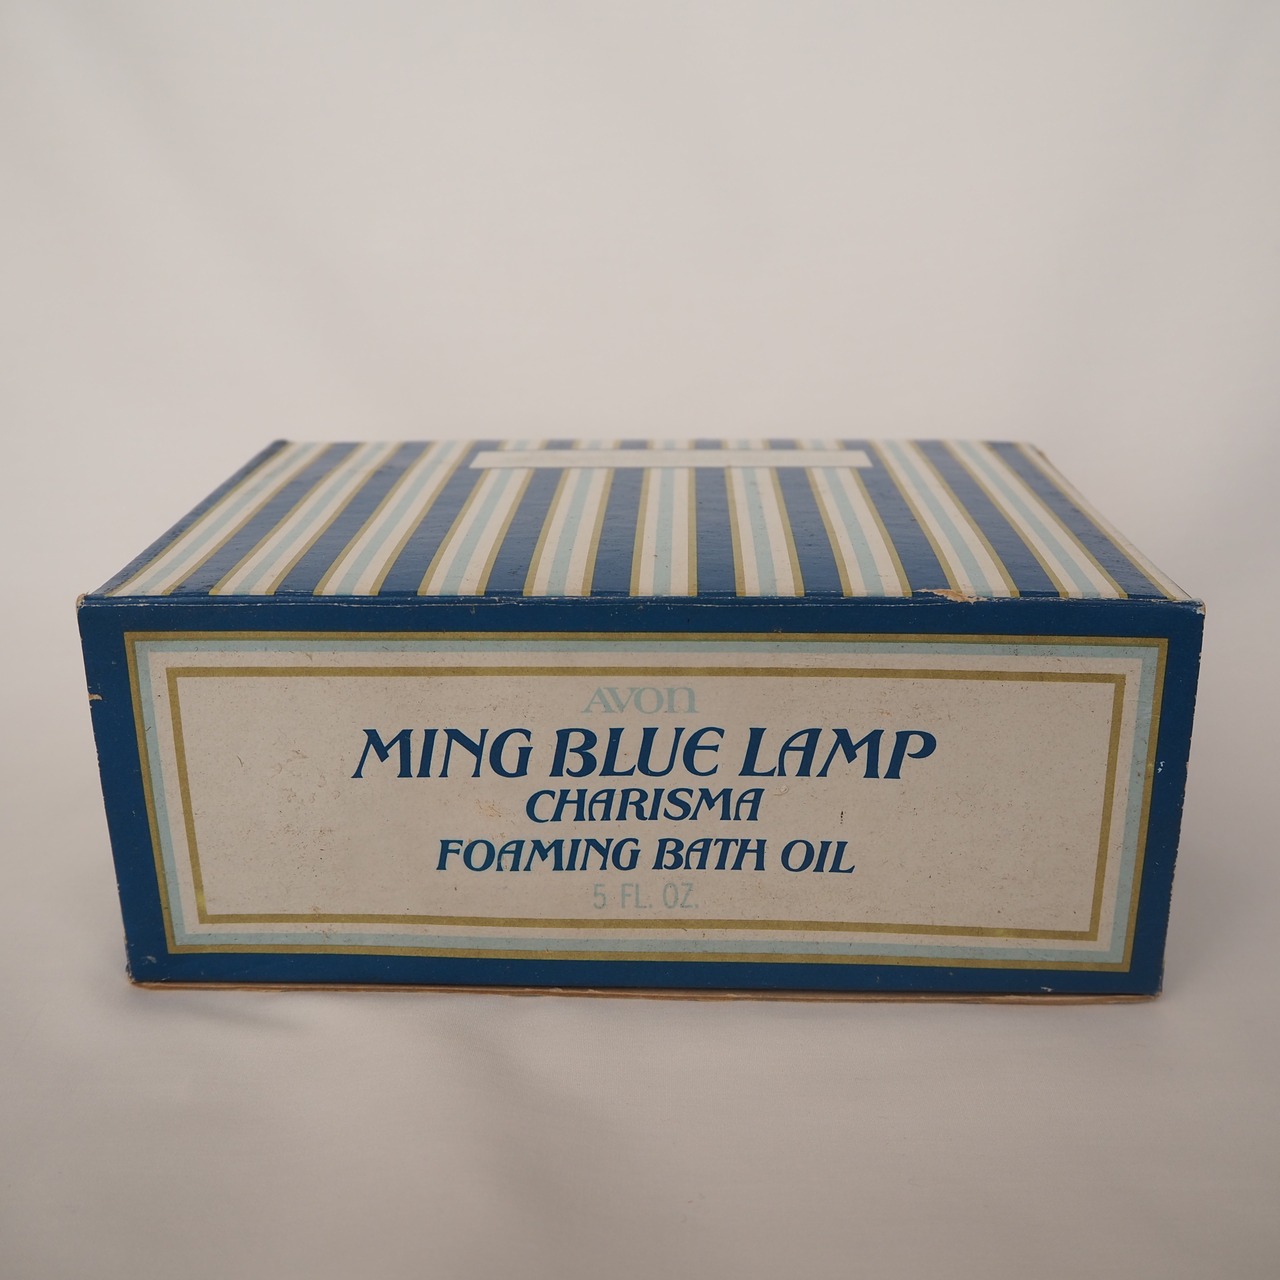 AVON
MING BLUE LAMP
CHARISMA
FOAMING BATH OIL
5 FL. OZ.